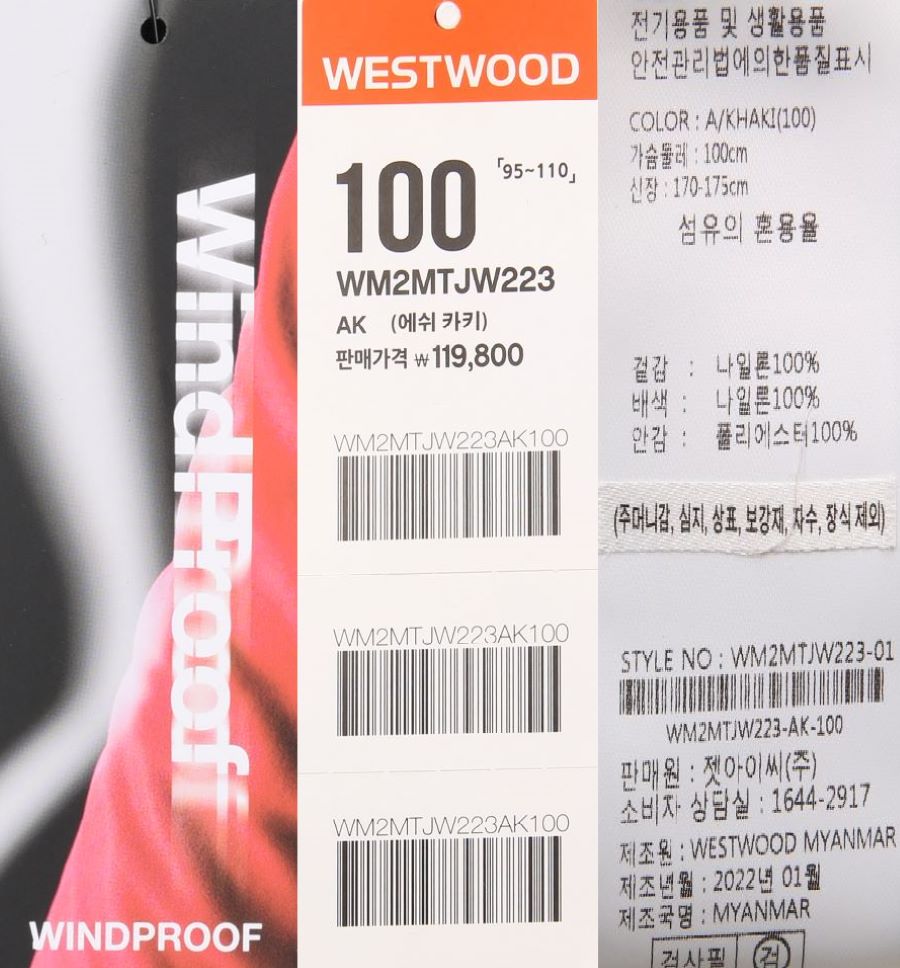 WindProof
WINDPROOF
WESTWOOD
100 「95~110」
WM2MTJW223
AK (에쉬 카키)
판매가격 ₩119,800
WM2MTJW223AK100
WM2MTJW223AK100
WM2MTJW223AK100
전기용품 및 생활용품
안전관리법에의한품질표시
COLOR : A/KHAKI(100)
가슴둘레 : 100cm
신장 : 170-175cm
섬유의 혼용율
겉감 : 나일론100%
배색 : 나일론100%
안감 : 폴리에스터100%
(주머니감, 심지, 상표, 보강재, 자수, 장식 제외)
STYLE NO : WM2MTJW223-01
WM2MTJW223-AK-100
판매원 : 젯아이씨(주)
소비자 상담실 : 1644-2917
제조원 : WESTWOOD MYANMAR
제조년월 : 2022년 01월
제조국명 : MYANMAR
검사필 검